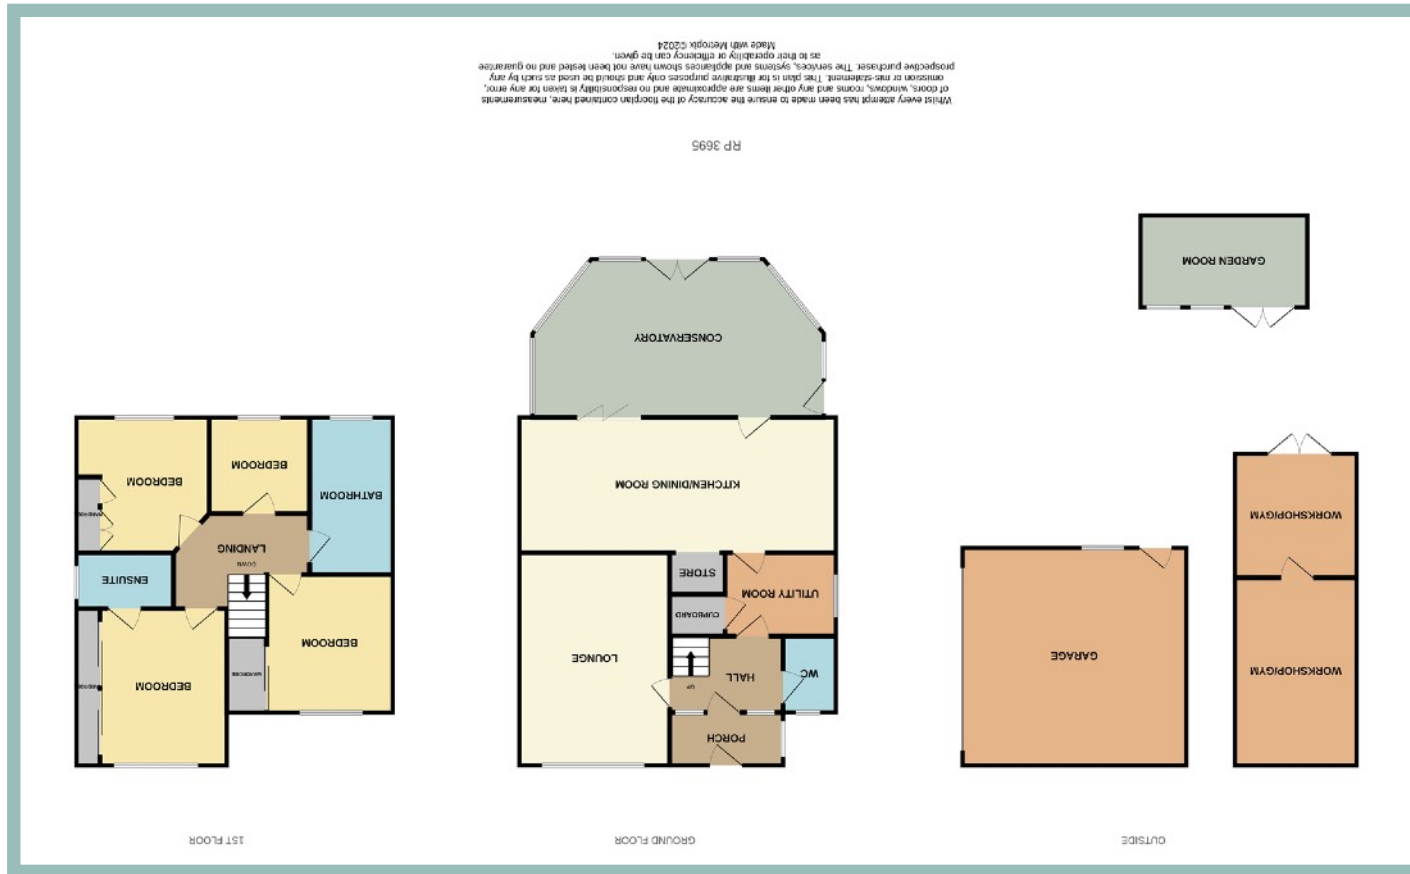 OUTSIDE
GROUND FLOOR
1ST FLOOR
WORKSHOP/GYM
GARAGE
WORKSHOP/GYM
GARDEN ROOM
PORCH
WC
HALL
UP
LOUNGE
CUPBOARD
UTILITY ROOM
STORE
KITCHEN/DINING ROOM
CONSERVATORY
BEDROOM
WARDROBE
BEDROOM
ENSUITE
DOWN
LANDING
BATHROOM
BEDROOM
BEDROOM
RP 3695
Whilst every attempt has been made to ensure the accuracy of the floorplan contained here, measurements
of doors, windows, rooms and any other items are approximate and no responsibility is taken for any error,
omission or mis-statement. This plan is for illustrative purposes only and should be used as such by any
prospective purchaser. The services, systems and appliances shown have not been tested and no guarantee
as to their operability or efficiency can be given.
Made with Metropix ©2024